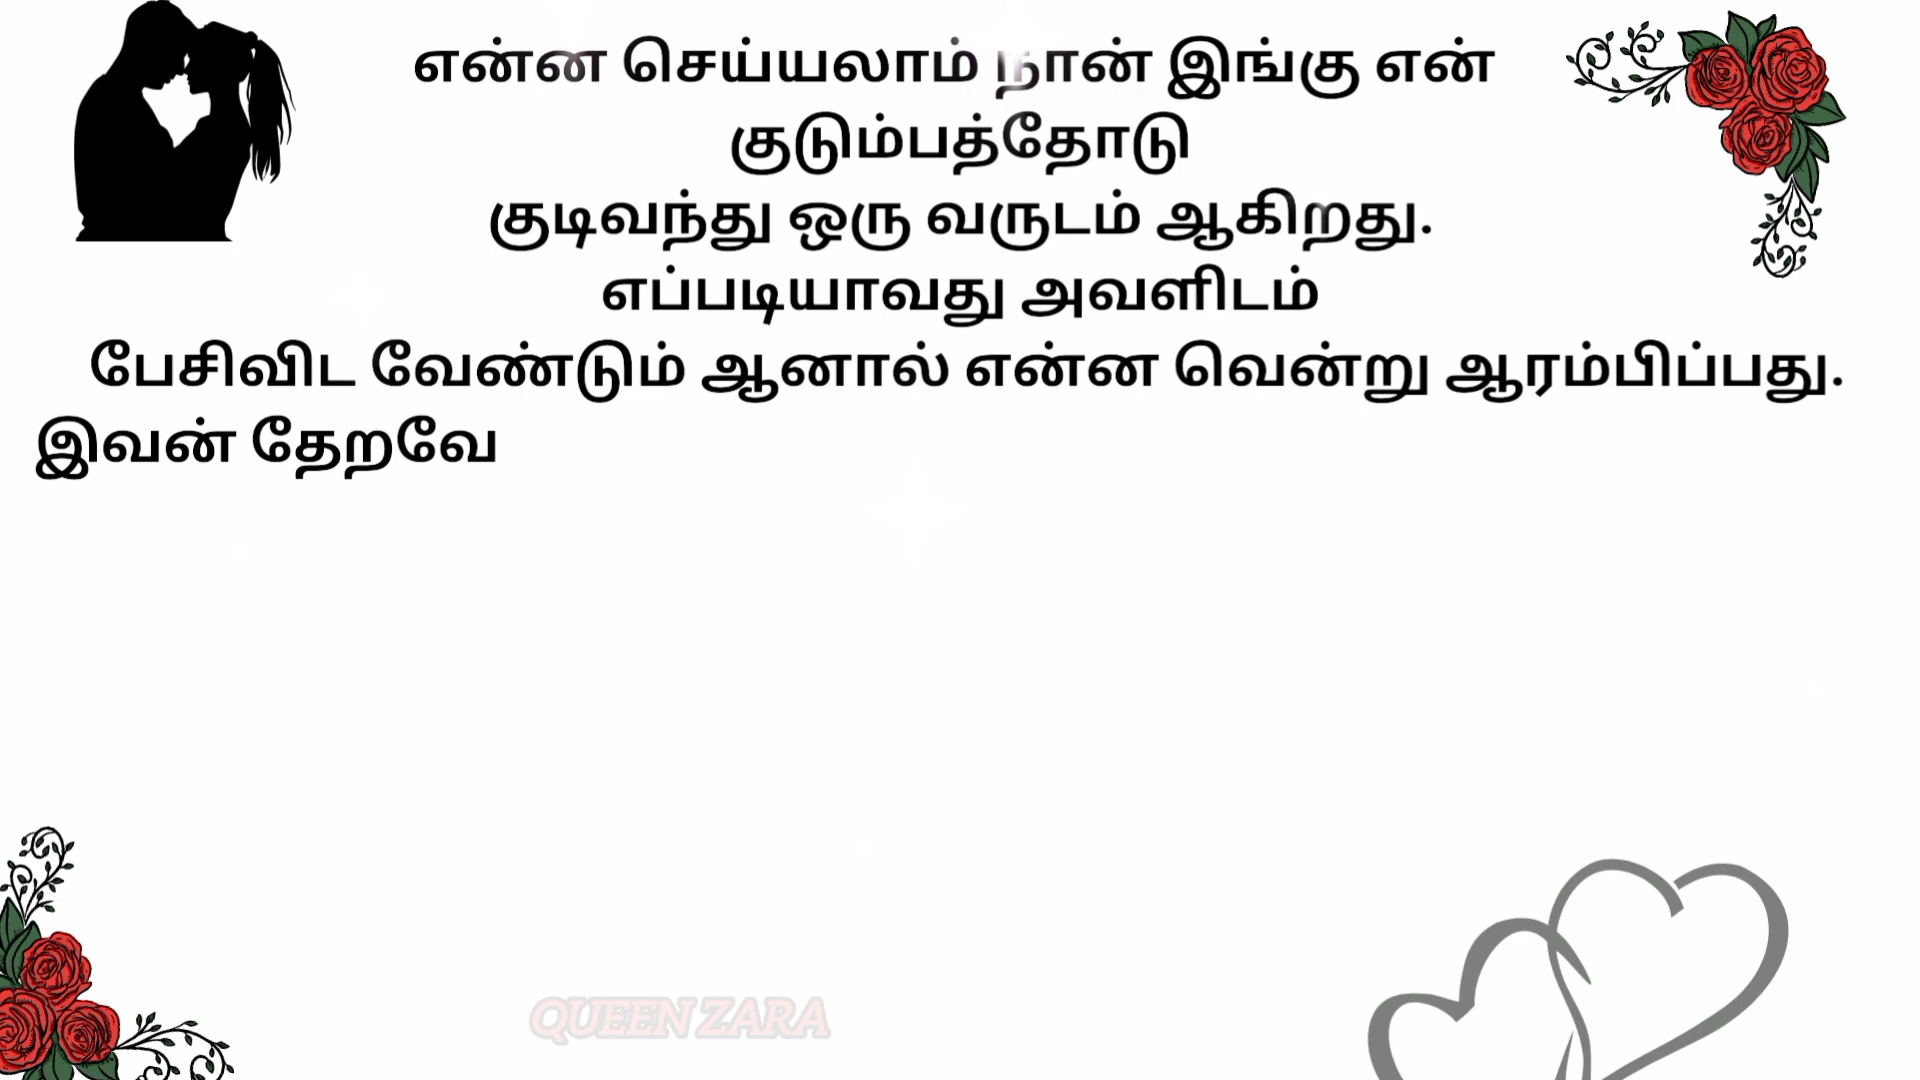 என்ன செய்யலாம் நான் இங்கு என்
குடும்பத்தோடு
குடிவந்து ஒரு வருடம் ஆகிறது.
எப்படியாவது அவளிடம்
பேசிவிட வேண்டும் ஆனால் என்ன வென்று ஆரம்பிப்பது.
இவன் தேறவே
QUEEN ZARA